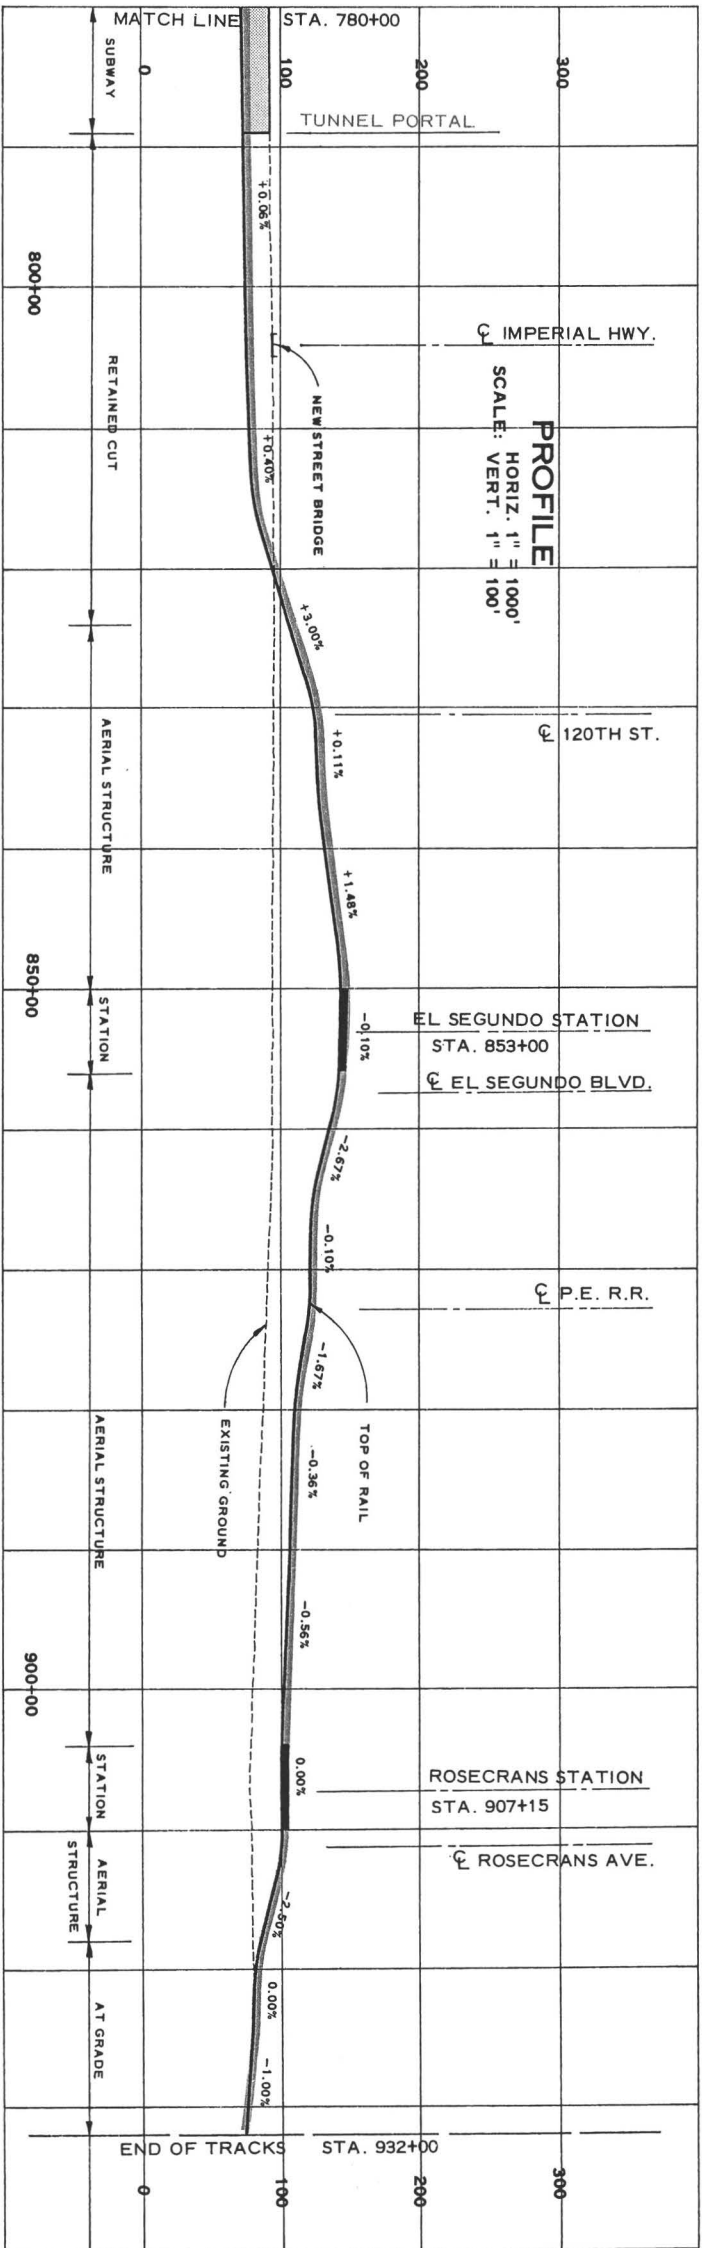 MATCH LINE STA. 780+00
0
100
200
300
SUBWAY
TUNNEL PORTAL
+0.06%
800+00
℄ IMPERIAL HWY.
PROFILE
SCALE: HORIZ. 1" = 1000'
VERT. 1" = 100'
NEW STREET BRIDGE
RETAINED CUT
+0.40%
+3.00%
℄ 120TH ST.
+0.11%
AERIAL STRUCTURE
+1.48%
850+00
STATION
EL SEGUNDO STATION
STA. 853+00
-0.10%
℄ EL SEGUNDO BLVD.
-2.67%
-0.10%
℄ P.E. R.R.
-1.67%
TOP OF RAIL
EXISTING GROUND
AERIAL STRUCTURE
-0.36%
-0.56%
900+00
STATION
0.00%
ROSECRANS STATION
STA. 907+15
℄ ROSECRANS AVE.
AERIAL
STRUCTURE
-2.50%
AT GRADE
0.00%
-1.00%
END OF TRACKS STA. 932+00
0
100
200
300